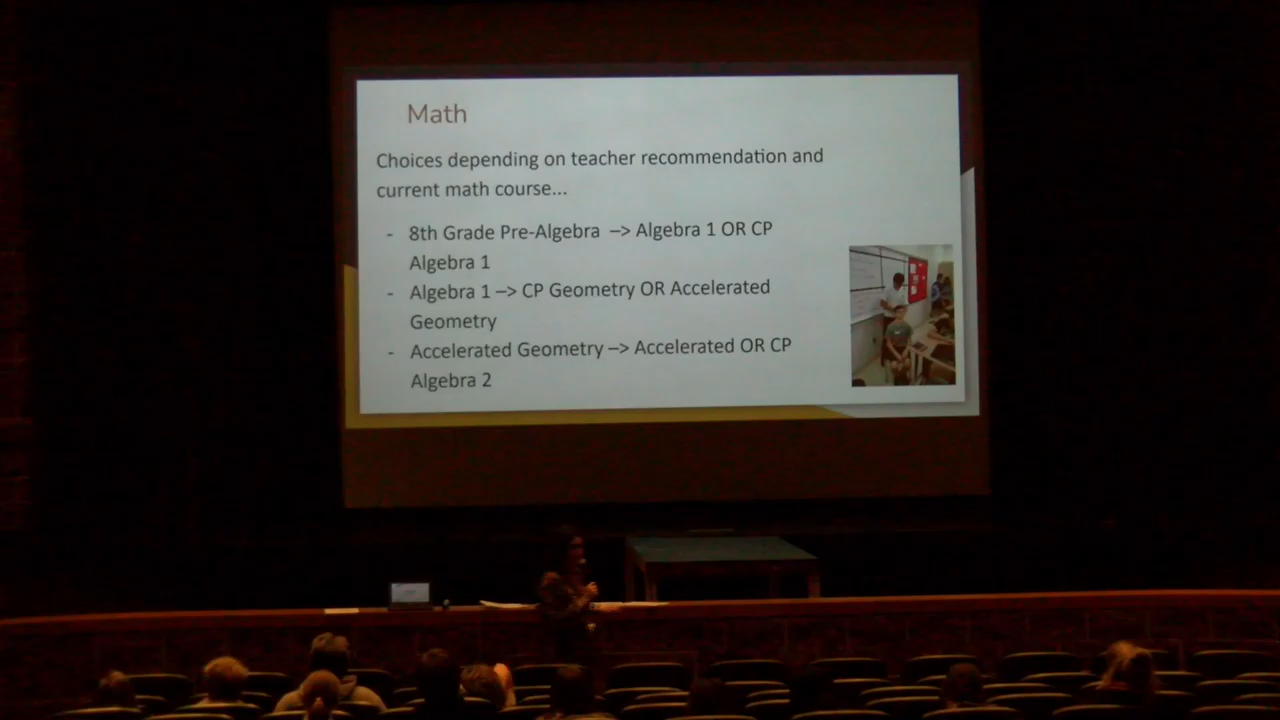 Math
Choices depending on teacher recommendation and
current math course...
- 8th Grade Pre-Algebra –> Algebra 1 OR CP
Algebra 1
- Algebra 1 –> CP Geometry OR Accelerated
Geometry
- Accelerated Geometry –> Accelerated OR CP
Algebra 2